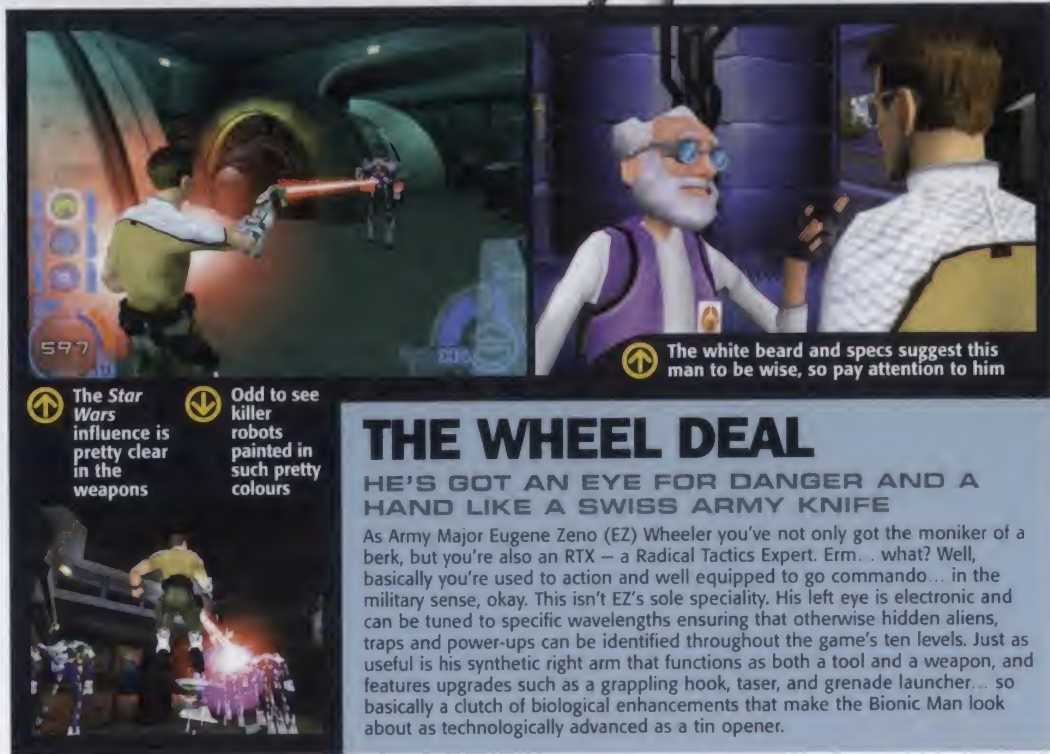 597
The white beard and specs suggest this
man to be wise, so pay attention to him
The Star
Wars
influence is
pretty clear
in the
weapons
Odd to see
killer
robots
painted in
such pretty
colours
THE WHEEL DEAL
HE'S GOT AN EYE FOR DANGER AND A
HAND LIKE A SWISS ARMY KNIFE
As Army Major Eugene Zeno (EZ) Wheeler you've not only got the moniker of a
berk, but you're also an RTX – a Radical Tactics Expert. Erm... what? Well,
basically you're used to action and well equipped to go commando... in the
military sense, okay. This isn't EZ's sole speciality. His left eye is electronic and
can be tuned to specific wavelengths ensuring that otherwise hidden aliens,
traps and power-ups can be identified throughout the game's ten levels. Just as
useful is his synthetic right arm that functions as both a tool and a weapon, and
features upgrades such as a grappling hook, taser, and grenade launcher... so
basically a clutch of biological enhancements that make the Bionic Man look
about as technologically advanced as a tin opener.